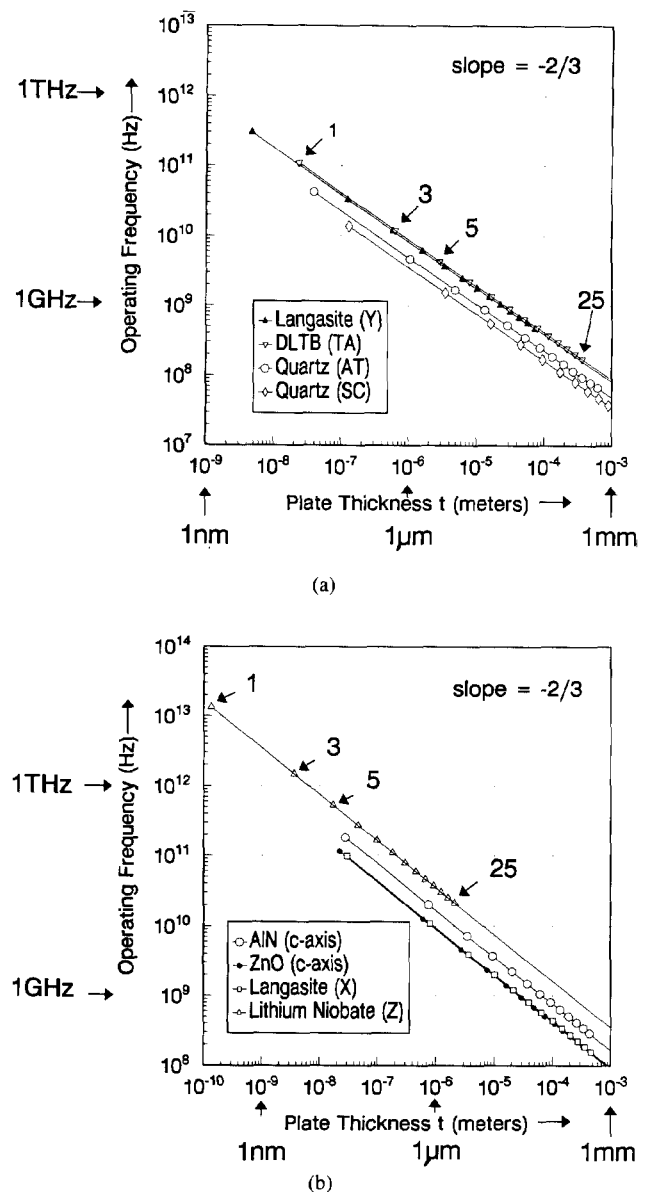 10^13
slope = -2/3
1THz
10^12
1
10^11
3
Operating Frequency (Hz)
10^10
5
1GHz
10^9
25
Langasite (Y)
DLTB (TA)
Quartz (AT)
Quartz (SC)
10^8
10^7
10^-9 10^-8 10^-7 10^-6 10^-5 10^-4 10^-3
Plate Thickness t (meters)
1nm 1µm 1mm
(a)
10^14
slope = -2/3
1
10^13
3
1THz
10^12
5
Operating Frequency (Hz)
10^11
25
10^10
AlN (c-axis)
ZnO (c-axis)
Langasite (X)
Lithium Niobate (Z)
1GHz
10^9
10^8
10^-10 10^-9 10^-8 10^-7 10^-6 10^-5 10^-4 10^-3
Plate Thickness t (meters)
1nm 1µm 1mm
(b)